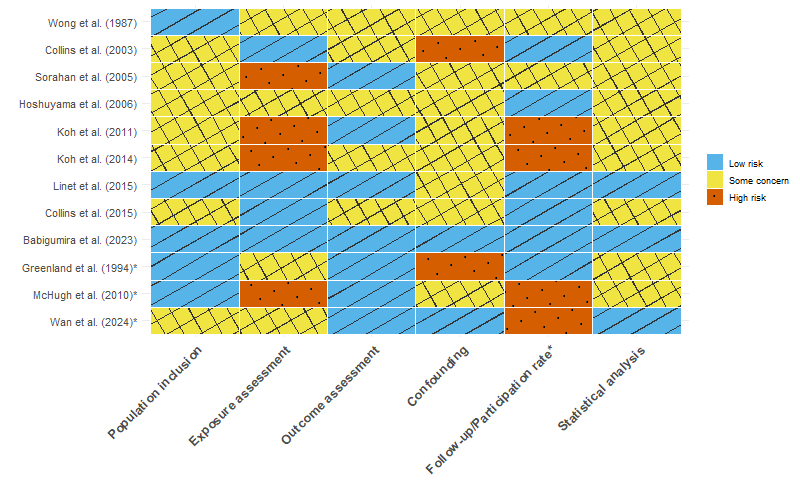 Wong et al. (1987)
Collins et al. (2003)
Sorahan et al. (2005)
Hoshuyama et al. (2006)
Koh et al. (2011)
Koh et al. (2014)
Linet et al. (2015)
Collins et al. (2015)
Babigumira et al. (2023)
Greenland et al. (1994)*
McHugh et al. (2010)*
Wan et al. (2024)*
Population inclusion
Exposure assessment
Outcome assessment
Confounding
Follow-up/Participation rate*
Statistical analysis
Low risk
Some concern
High risk